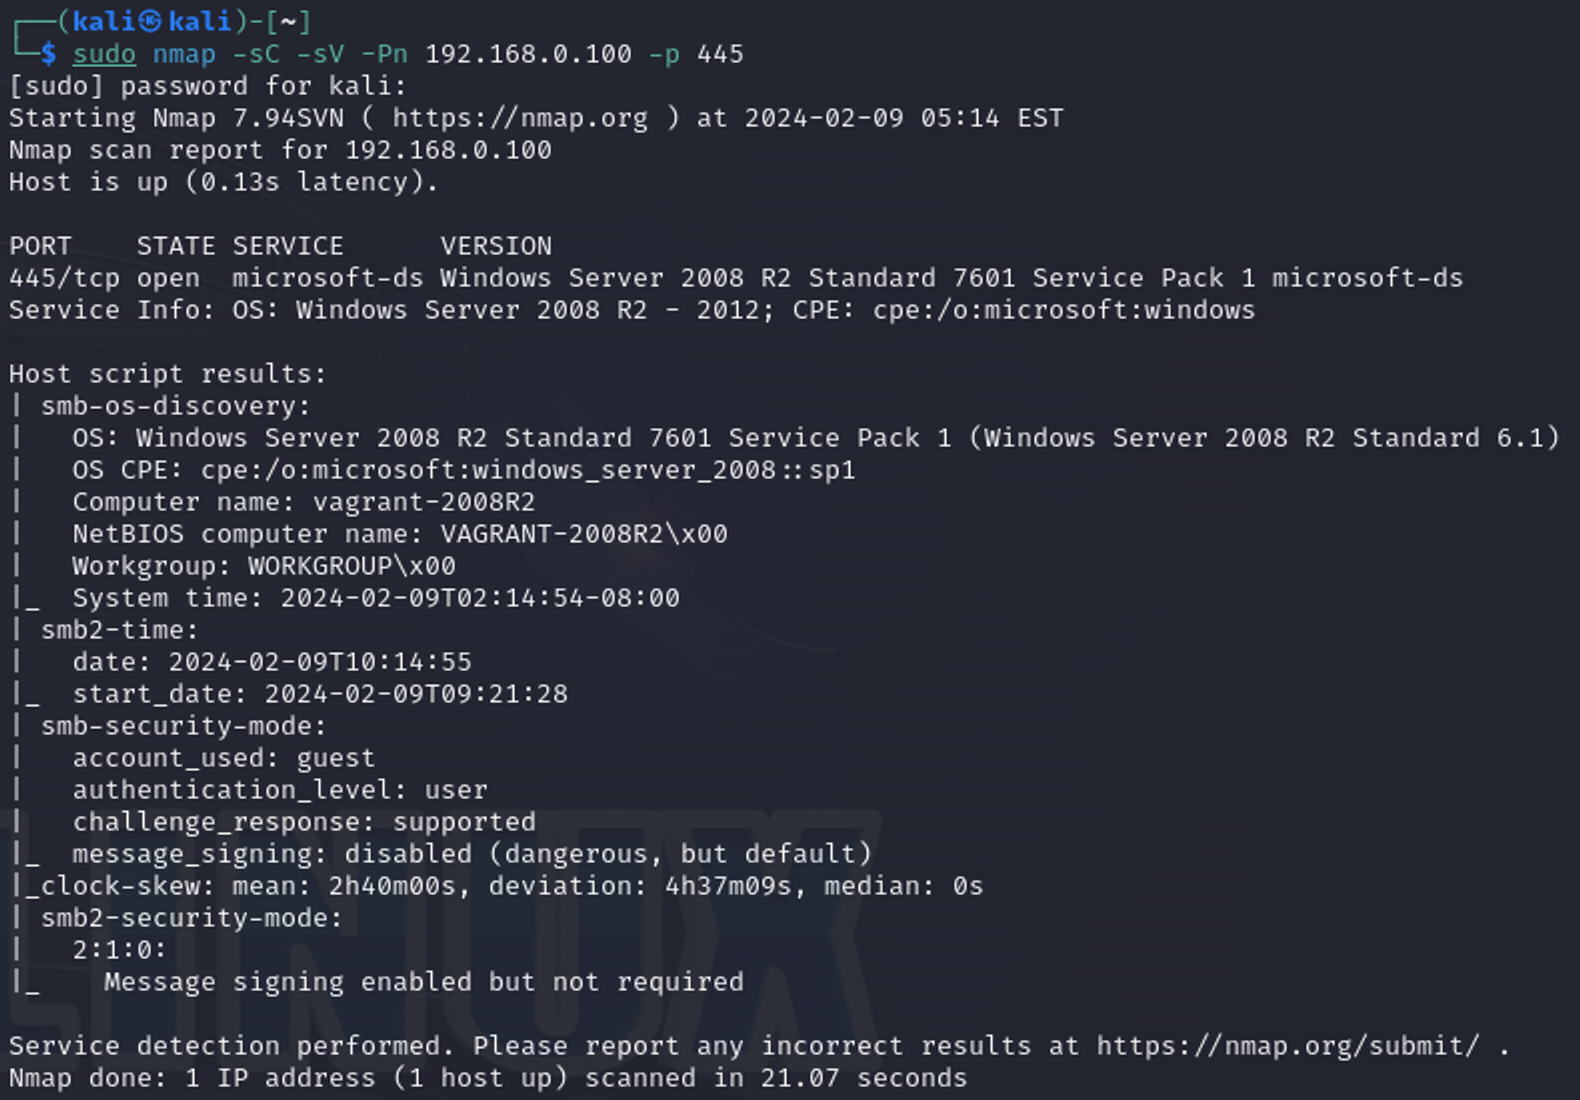 ┌──(kali㉿kali)-[~]
└─$ sudo nmap -sC -sV -Pn 192.168.0.100 -p 445
[sudo] password for kali:
Starting Nmap 7.94SVN ( https://nmap.org ) at 2024-02-09 05:14 EST
Nmap scan report for 192.168.0.100
Host is up (0.13s latency).

PORT    STATE SERVICE      VERSION
445/tcp open  microsoft-ds Windows Server 2008 R2 Standard 7601 Service Pack 1 microsoft-ds
Service Info: OS: Windows Server 2008 R2 - 2012; CPE: cpe:/o:microsoft:windows

Host script results:
| smb-os-discovery:
|   OS: Windows Server 2008 R2 Standard 7601 Service Pack 1 (Windows Server 2008 R2 Standard 6.1)
|   OS CPE: cpe:/o:microsoft:windows_server_2008::sp1
|   Computer name: vagrant-2008R2
|   NetBIOS computer name: VAGRANT-2008R2\x00
|   Workgroup: WORKGROUP\x00
|_  System time: 2024-02-09T02:14:54-08:00
| smb2-time:
|   date: 2024-02-09T10:14:55
|_  start_date: 2024-02-09T09:21:28
| smb-security-mode:
|   account_used: guest
|   authentication_level: user
|   challenge_response: supported
|_  message_signing: disabled (dangerous, but default)
|_clock-skew: mean: 2h40m00s, deviation: 4h37m09s, median: 0s
| smb2-security-mode:
|   2:1:0:
|_    Message signing enabled but not required

Service detection performed. Please report any incorrect results at https://nmap.org/submit/ .
Nmap done: 1 IP address (1 host up) scanned in 21.07 seconds